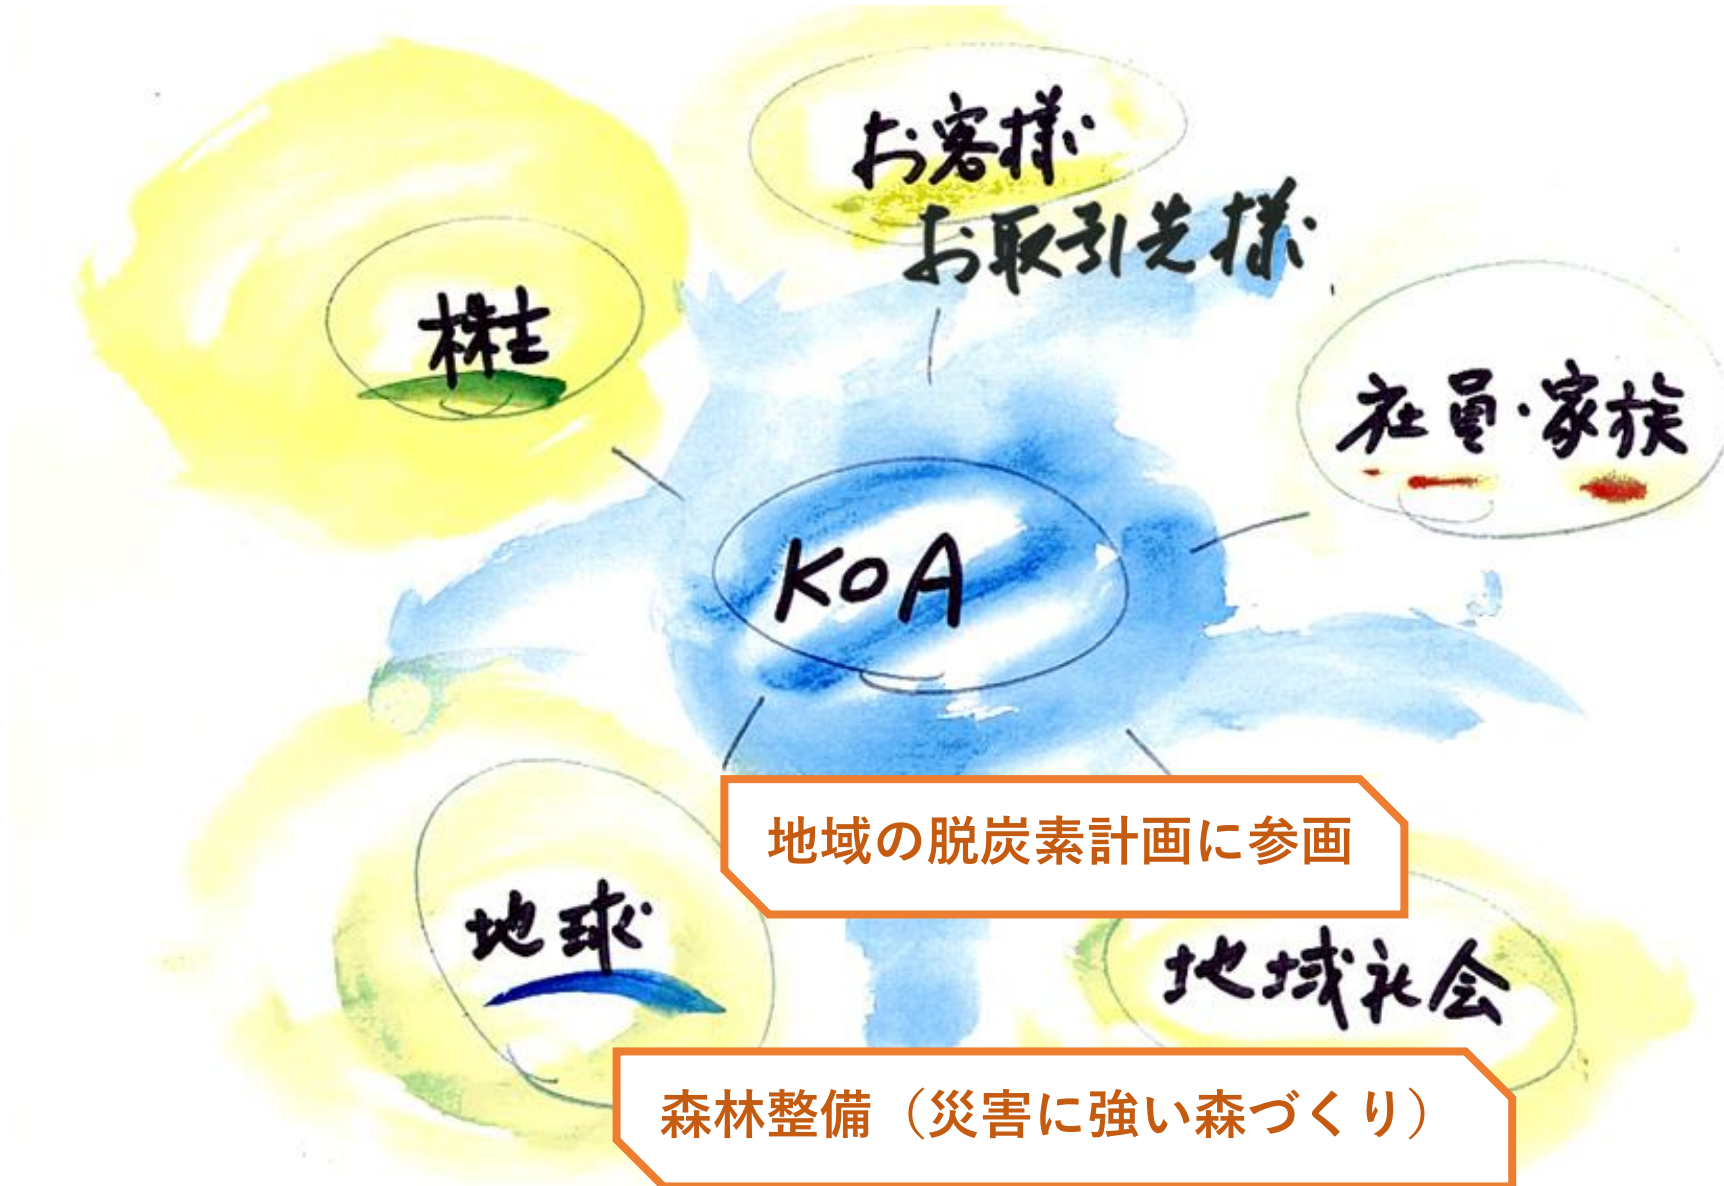 お客様
お取引先様
株主
社員・家族
KOA
地域の脱炭素計画に参画
地球
地域社会
森林整備（災害に強い森づくり）